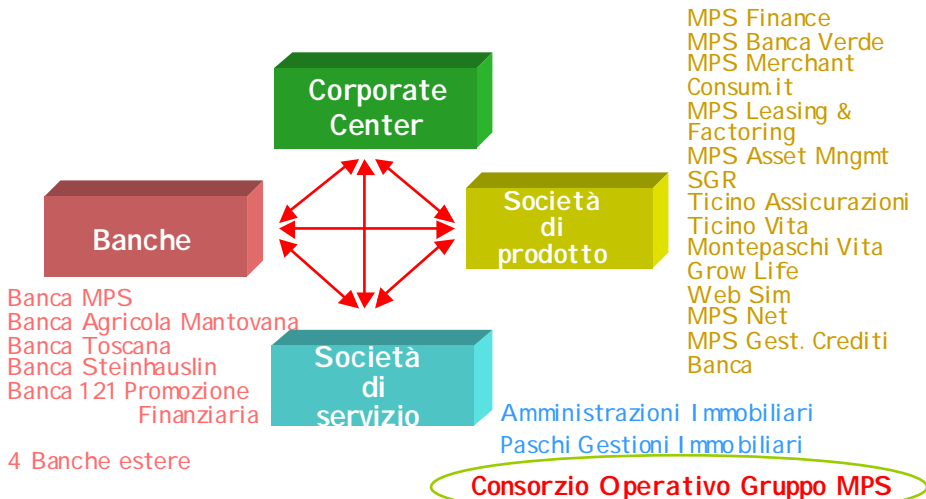 Corporate
Center
Banche
Società
di
prodotto
Società
di
servizio
MPS Finance
MPS Banca Verde
MPS Merchant
Consum.it
MPS Leasing &
Factoring
MPS Asset Mngmt
SGR
Ticino Assicurazioni
Ticino Vita
Montepaschi Vita
Grow Life
Web Sim
MPS Net
MPS Gest. Crediti
Banca
Banca MPS
Banca Agricola Mantovana
Banca Toscana
Banca Steinhauslin
Banca 121 Promozione
Finanziaria
4 Banche estere
Amministrazioni Immobiliari
Paschi Gestioni Immobiliari
Consorzio Operativo Gruppo MPS